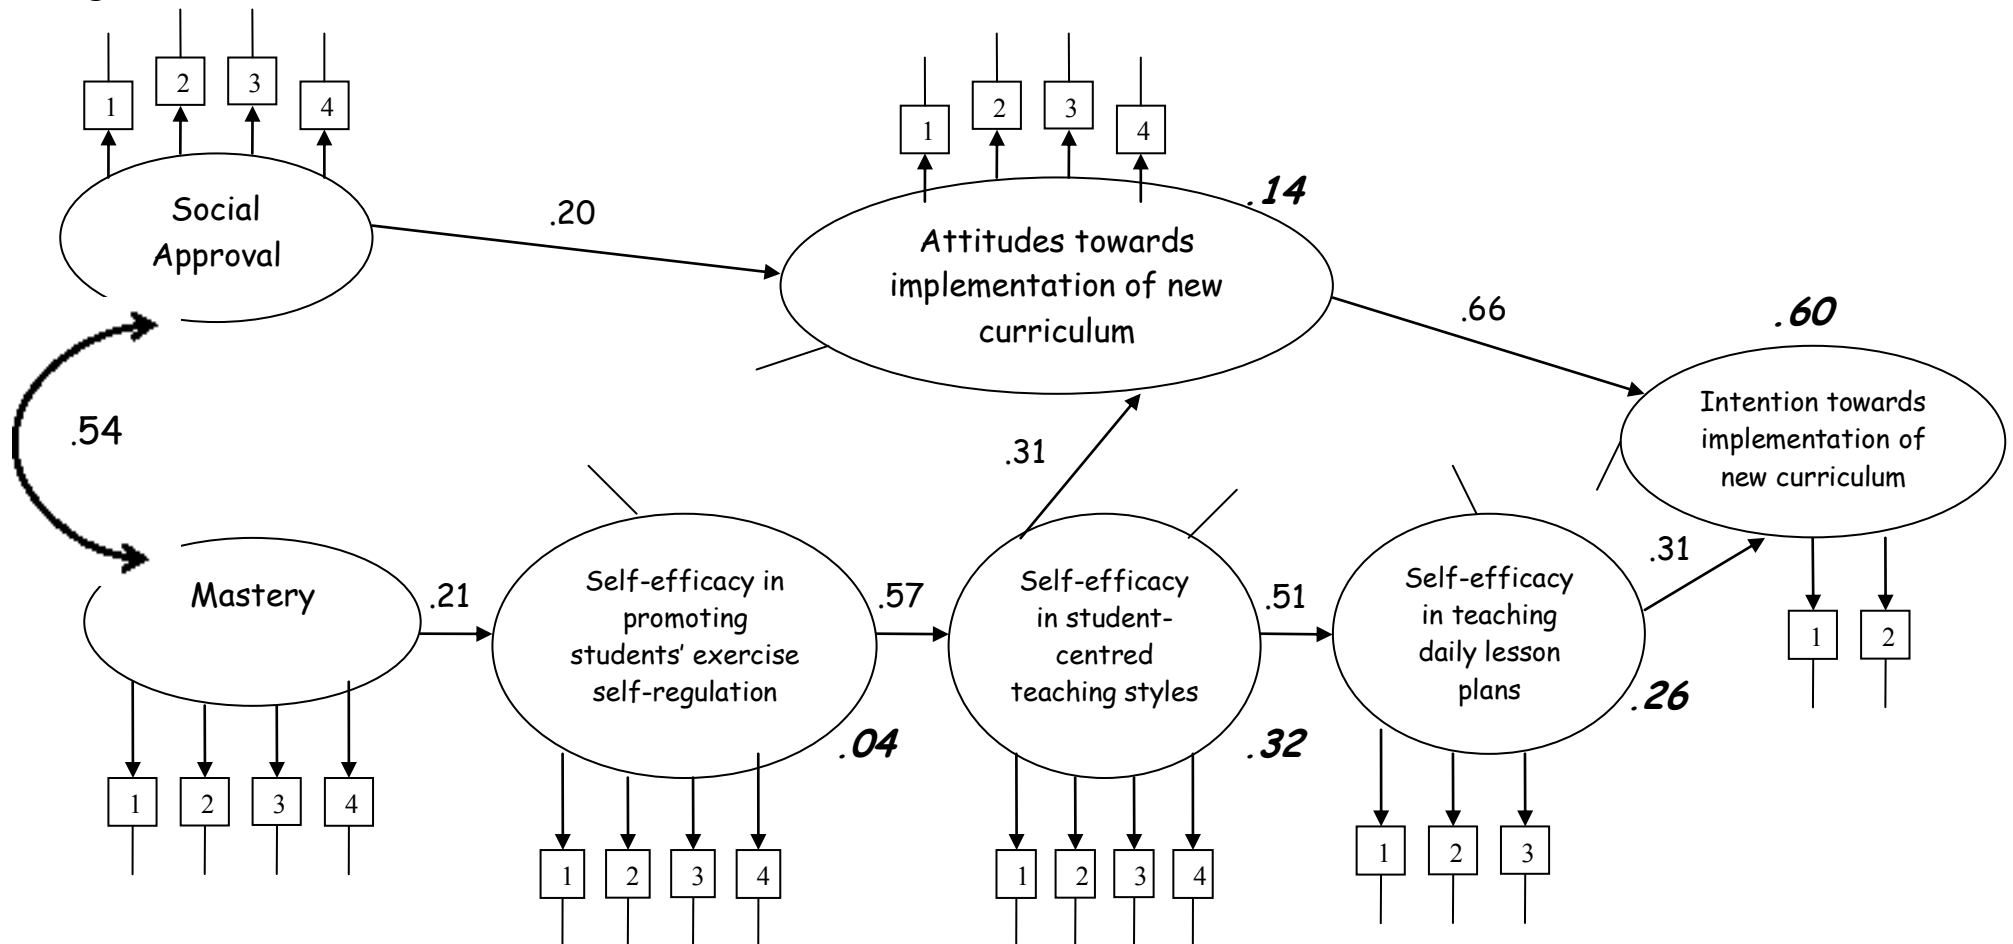 1
2
3
4
Social
Approval
.20
1
2
3
4
.14
Attitudes towards
implementation of new
curriculum
.66
.60
Intention towards
implementation of
new curriculum
1
2
.54
.31
Mastery
1
2
3
4
.21
Self-efficacy in
promoting
students’ exercise
self-regulation
.04
1
2
3
4
.57
Self-efficacy
in student-
centred
teaching styles
.32
1
2
3
4
.51
Self-efficacy
in teaching
daily lesson
plans
.26
1
2
3
.31